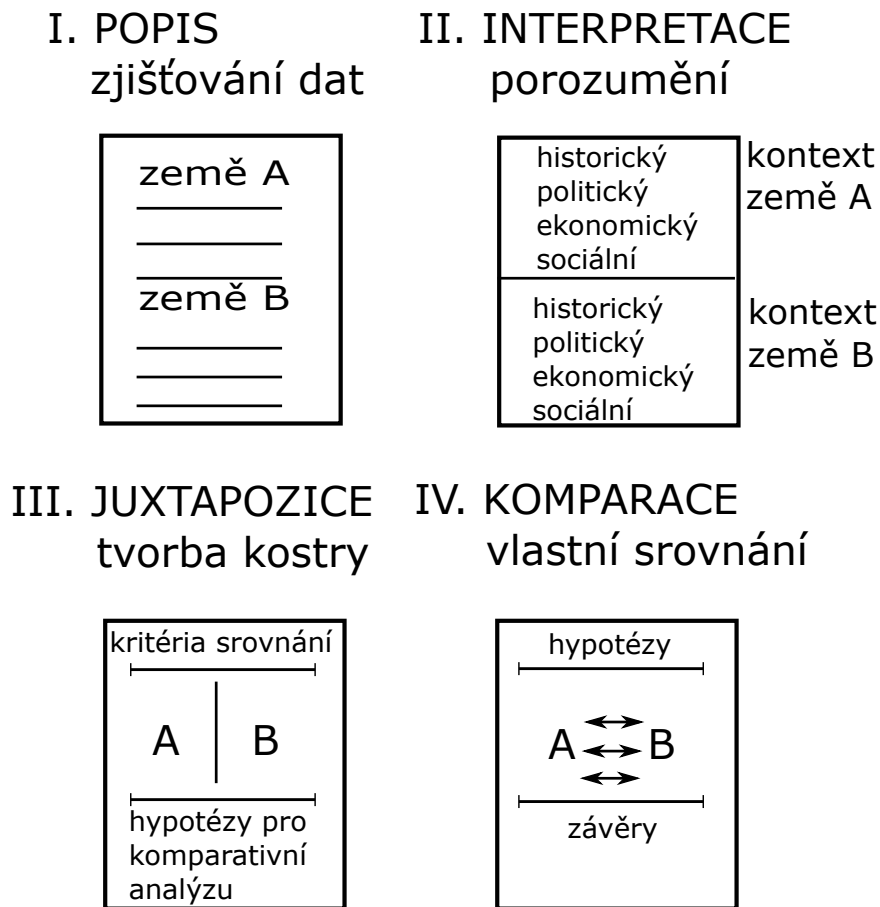 I. POPIS
zjišťování dat
země A
země B
II. INTERPRETACE
porozumění
historický
politický
ekonomický
sociální
kontext
země A
historický
politický
ekonomický
sociální
kontext
země B
III. JUXTAPOZICE
tvorba kostry
kritéria srovnání
A B
hypotézy pro
komparativní
analýzu
IV. KOMPARACE
vlastní srovnání
hypotézy
A B
závěry